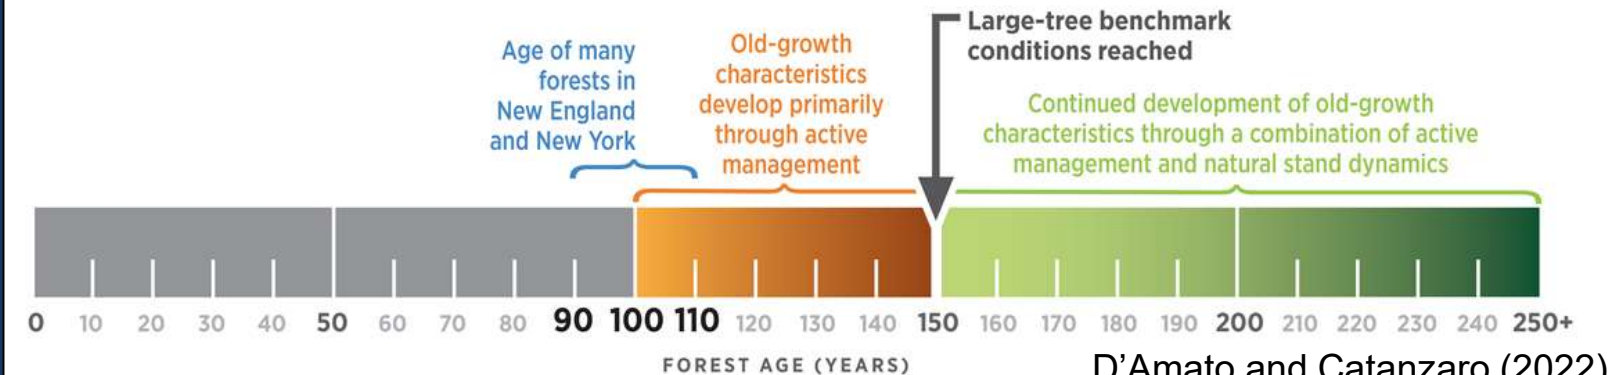 Age of many
forests in
New England
and New York
Old-growth
characteristics
develop primarily
through active
management
Large-tree benchmark
conditions reached
Continued development of old-growth
characteristics through a combination of active
management and natural stand dynamics
0 10 20 30 40 50 60 70 80 90 100 110 120 130 140 150 160 170 180 190 200 210 220 230 240 250+
FOREST AGE (YEARS)
D'Amato and Catanzaro (2022)